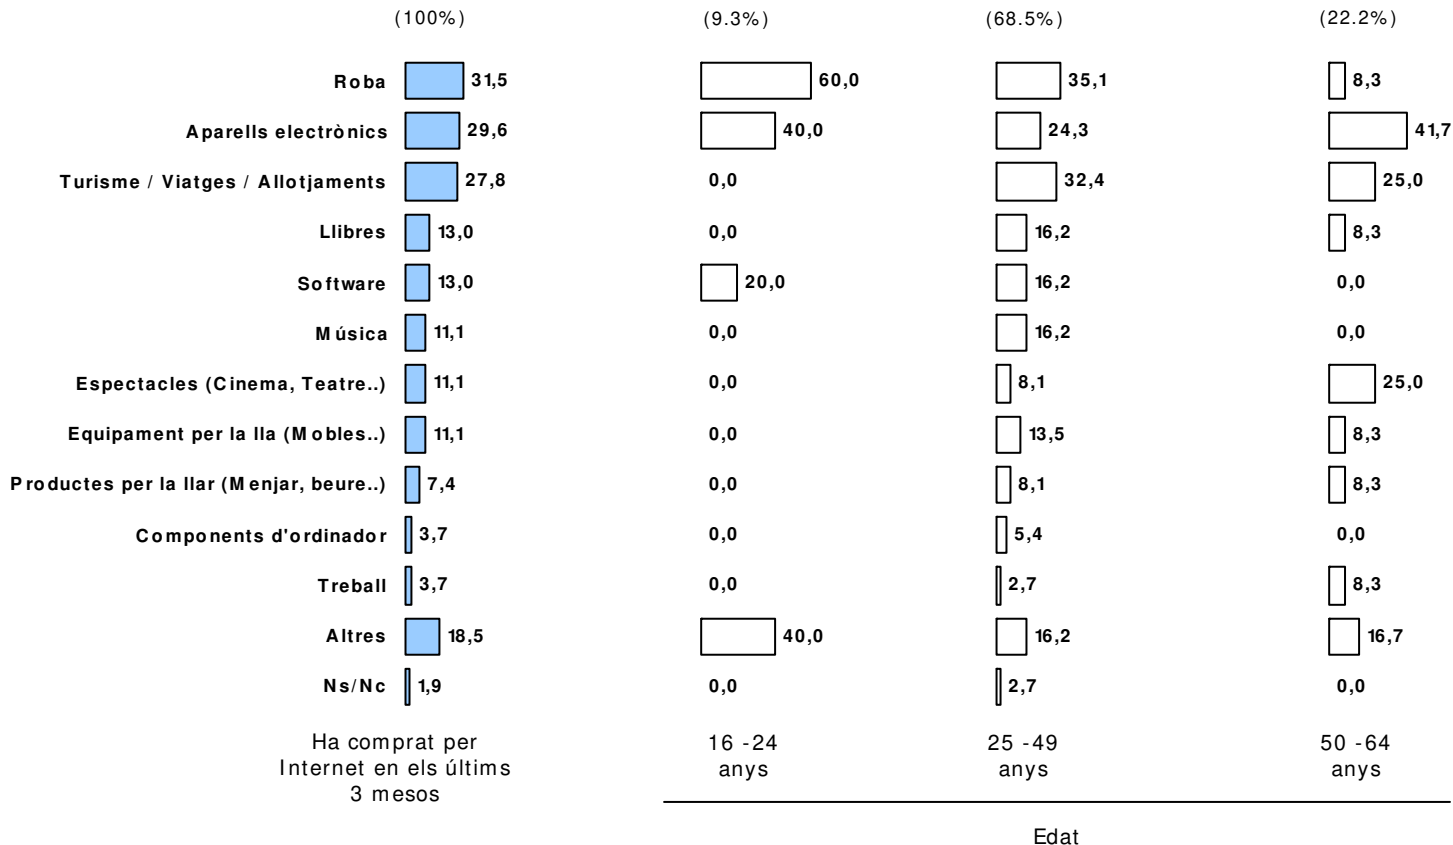 (100%) (9.3%) (68.5%) (22.2%)
Roba 31,5 60,0 35,1 8,3
Aparells electrònics 29,6 40,0 24,3 41,7
Turisme / Viatges / Allotjaments 27,8 0,0 32,4 25,0
Llibres 13,0 0,0 16,2 8,3
Software 13,0 20,0 16,2 0,0
Música 11,1 0,0 16,2 0,0
Espectacles (Cinema, Teatre..) 11,1 0,0 8,1 25,0
Equipament per la lla (Mobles..) 11,1 0,0 13,5 8,3
Productes per la llar (Menjar, beure..) 7,4 0,0 8,1 8,3
Components d'ordinador 3,7 0,0 5,4 0,0
Treball 3,7 0,0 2,7 8,3
Altres 18,5 40,0 16,2 16,7
Ns/Nc 1,9 0,0 2,7 0,0
Ha comprat per 16 -24 25 -49 50 -64
Internet en els últims anys anys anys
3 mesos
Edat